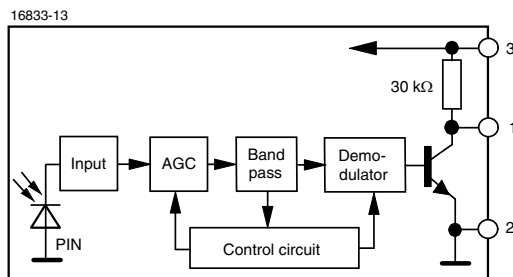 16833-13
3
30 kΩ
1
Input
AGC
Band
pass
Demo-
dulator
2
PIN
Control circuit